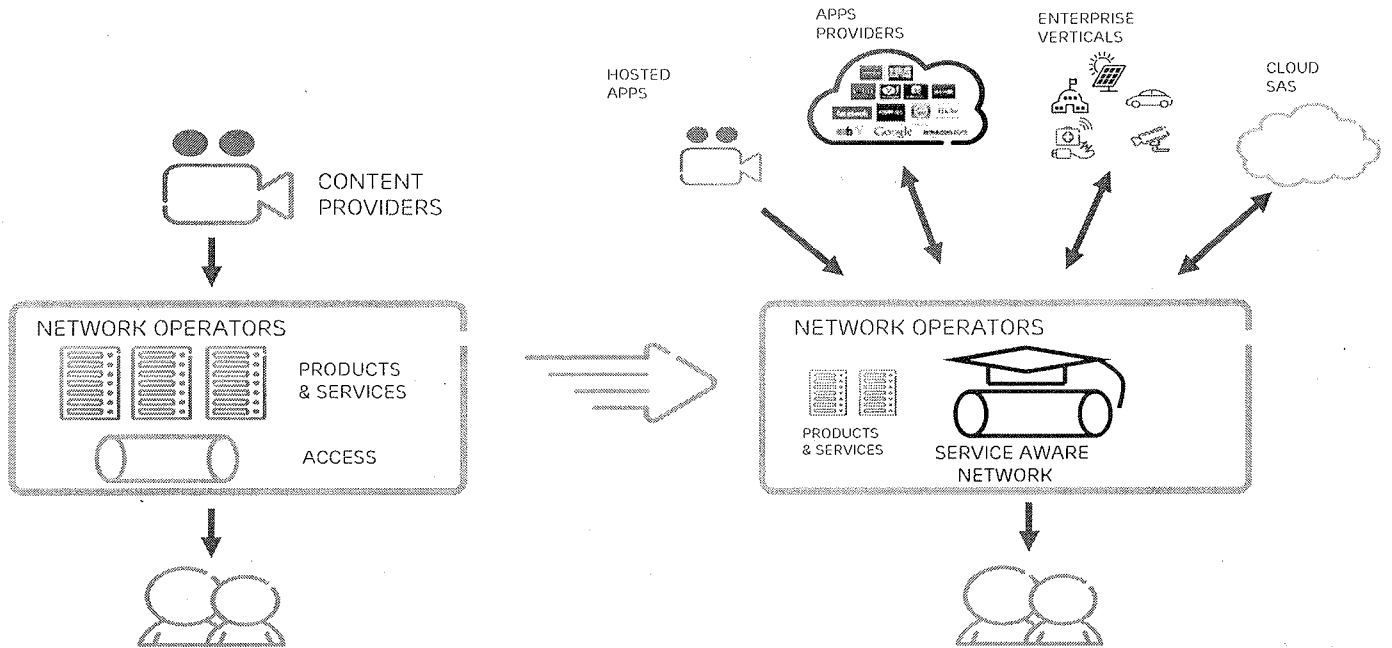 CONTENT
PROVIDERS
NETWORK OPERATORS
PRODUCTS
& SERVICES
ACCESS
HOSTED
APPS
APPS
PROVIDERS
Google
ENTERPRISE
VERTICALS
CLOUD
SAS
NETWORK OPERATORS
PRODUCTS
& SERVICES
SERVICE AWARE
NETWORK